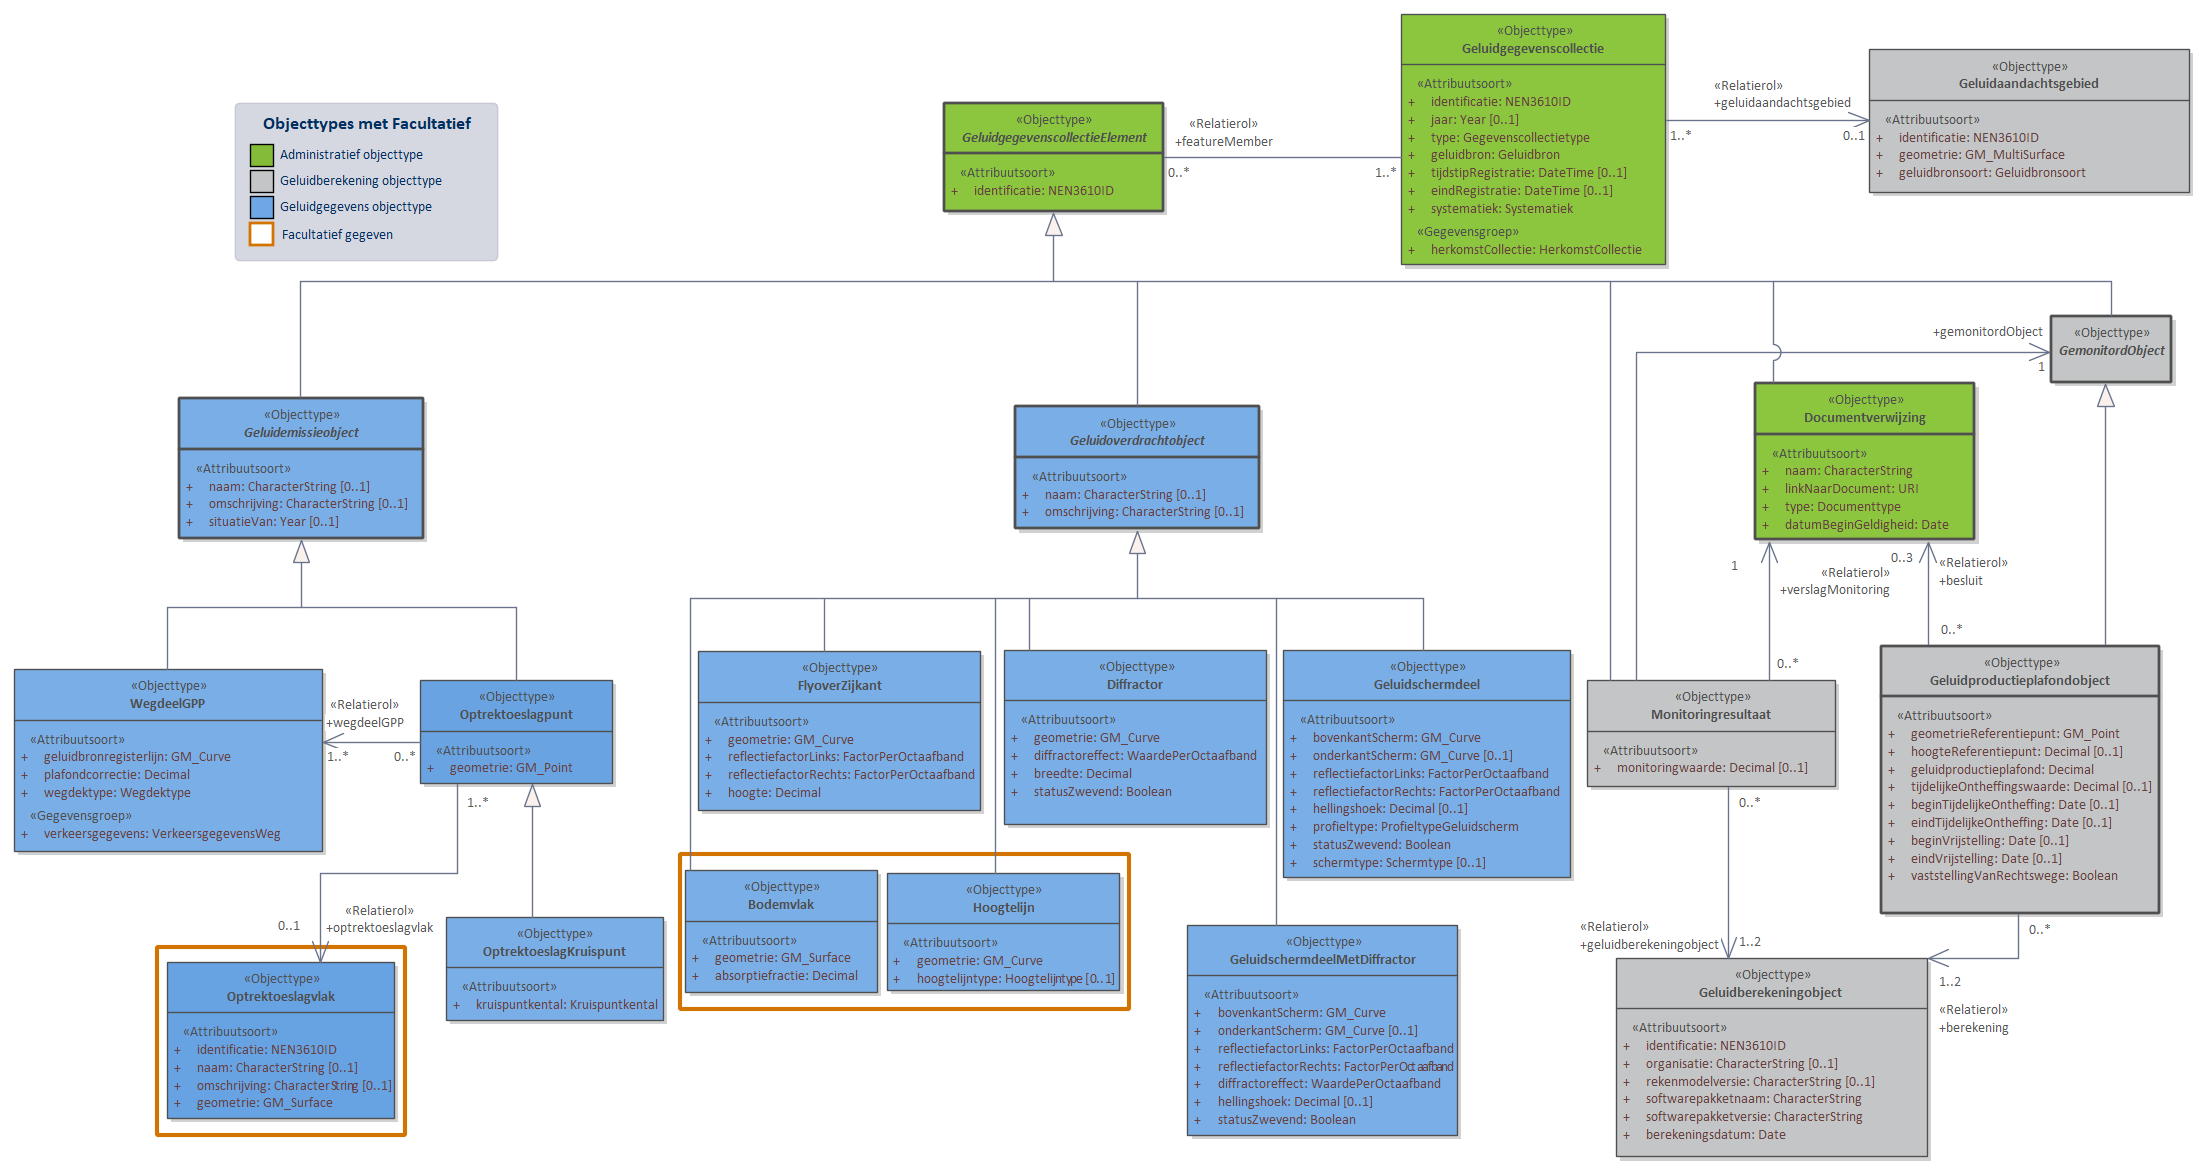 Objecttypes met Facultatief
Administratief objecttype
Geluidberekening objecttype
Geluidgegevens objecttype
Facultatief gegeven
«Objecttype»
Geluidgegevenscollectie
«Attribuutsoort»
+ identificatie: NEN3610ID
+ jaar: Year [0..1]
+ type: Gegevenscollectietype
+ geluidbron: Geluidbron
+ tijdstipRegistratie: DateTime [0..1]
+ eindRegistratie: DateTime [0..1]
+ systematiek: Systematiek
«Gegevensgroep»
+ herkomstCollectie: HerkomstCollectie
«Relatierol»
+geluidaandachtsgebied
1..*
0..1
«Objecttype»
Geluidaandachtsgebied
«Attribuutsoort»
+ identificatie: NEN3610ID
+ geometrie: GM_MultiSurface
+ geluidbronsoort: Geluidbronsoort
«Objecttype»
GeluidgegevenscollectieElement
«Attribuutsoort»
+ identificatie: NEN3610ID
«Relatierol»
+featureMember
0..*
1..*
+gemonitordObject
1
«Objecttype»
GemonitordObject
«Objecttype»
Geluidemissieobject
«Attribuutsoort»
+ naam: CharacterString [0..1]
+ omschrijving: CharacterString [0..1]
+ situatieVan: Year [0..1]
«Objecttype»
Geluidoverdrachtobject
«Attribuutsoort»
+ naam: CharacterString [0..1]
+ omschrijving: CharacterString [0..1]
«Objecttype»
Documentverwijzing
«Attribuutsoort»
+ naam: CharacterString
+ linkNaarDocument: URI
+ type: Documenttype
+ datumBeginGeldigheid: Date
1
«Relatierol»
+verslagMonitoring
0..*
0..3
«Relatierol»
+besluit
0..*
«Objecttype»
WegdeelGPP
«Attribuutsoort»
+ geluidbronregisterlijn: GM_Curve
+ plafondcorrectie: Decimal
+ wegdektype: Wegdektype
«Gegevensgroep»
+ verkeersgegevens: VerkeersgegevensWeg
«Relatierol»
+wegdeelGPP
1..*
0..*
«Objecttype»
Optrektoeslagpunt
«Attribuutsoort»
+ geometrie: GM_Point
1..*
0..1
«Relatierol»
+optrektoeslagvlak
«Objecttype»
Optrektoeslagvlak
«Attribuutsoort»
+ identificatie: NEN3610ID
+ naam: CharacterString [0..1]
+ omschrijving: CharacterString [0..1]
+ geometrie: GM_Surface
«Objecttype»
OptrektoeslagKruispunt
«Attribuutsoort»
+ kruispuntkental: Kruispuntkental
«Objecttype»
FlyoverZijkant
«Attribuutsoort»
+ geometrie: GM_Curve
+ reflectiefactorLinks: FactorPerOctaafband
+ reflectiefactorRechts: FactorPerOctaafband
+ hoogte: Decimal
«Objecttype»
Diffractor
«Attribuutsoort»
+ geometrie: GM_Curve
+ diffractoreffect: WaardePerOctaafband
+ breedte: Decimal
+ statusZwevend: Boolean
«Objecttype»
Geluidschermdeel
«Attribuutsoort»
+ bovenkantScherm: GM_Curve
+ onderkantScherm: GM_Curve [0..1]
+ reflectiefactorLinks: FactorPerOctaafband
+ reflectiefactorRechts: FactorPerOctaafband
+ hellingshoek: Decimal [0..1]
+ profieltype: ProfieltypeGeluidscherm
+ statusZwevend: Boolean
+ schermtype: Schermtype [0..1]
«Objecttype»
Bodemvlak
«Attribuutsoort»
+ geometrie: GM_Surface
+ absorptiefractie: Decimal
«Objecttype»
Hoogtelijn
«Attribuutsoort»
+ geometrie: GM_Curve
+ hoogtelijntype: Hoogtelijntype [0..1]
«Objecttype»
GeluidschermdeelMetDiffractor
«Attribuutsoort»
+ bovenkantScherm: GM_Curve
+ onderkantScherm: GM_Curve [0..1]
+ reflectiefactorLinks: FactorPerOctaafband
+ reflectiefactorRechts: FactorPerOctaafband
+ diffractoreffect: WaardePerOctaafband
+ hellingshoek: Decimal [0..1]
+ statusZwevend: Boolean
«Objecttype»
Monitoringresultaat
«Attribuutsoort»
+ monitoringwaarde: Decimal [0..1]
0..*
«Relatierol»
+geluidberekeningobject
1..2
«Objecttype»
Geluidproductieplafondobject
«Attribuutsoort»
+ geometrieReferentiepunt: GM_Point
+ hoogteReferentiepunt: Decimal [0..1]
+ geluidproductieplafond: Decimal
+ tijdelijkeOntheffingswaarde: Decimal [0..1]
+ beginTijdelijkeOntheffing: Date [0..1]
+ eindTijdelijkeOntheffing: Date [0..1]
+ beginVrijstelling: Date [0..1]
+ eindVrijstelling: Date [0..1]
+ vaststellingVanRechtswege: Boolean
0..*
1..2
«Relatierol»
+berekening
«Objecttype»
Geluidberekeningobject
«Attribuutsoort»
+ identificatie: NEN3610ID
+ organisatie: CharacterString [0..1]
+ rekenmodelversie: CharacterString [0..1]
+ softwarepakketnaam: CharacterString
+ softwarepakketversie: CharacterString
+ berekeningsdatum: Date